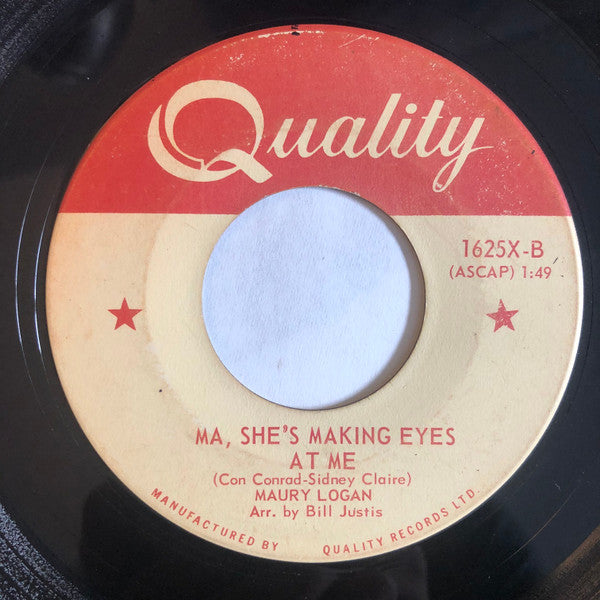 Quality
1625X-B
(ASCAP) 1:49
MA, SHE'S MAKING EYES
AT ME
(Con Conrad-Sidney Claire)
MAURY LOGAN
Arr. by Bill Justis
MANUFACTURED BY QUALITY RECORDS LTD.